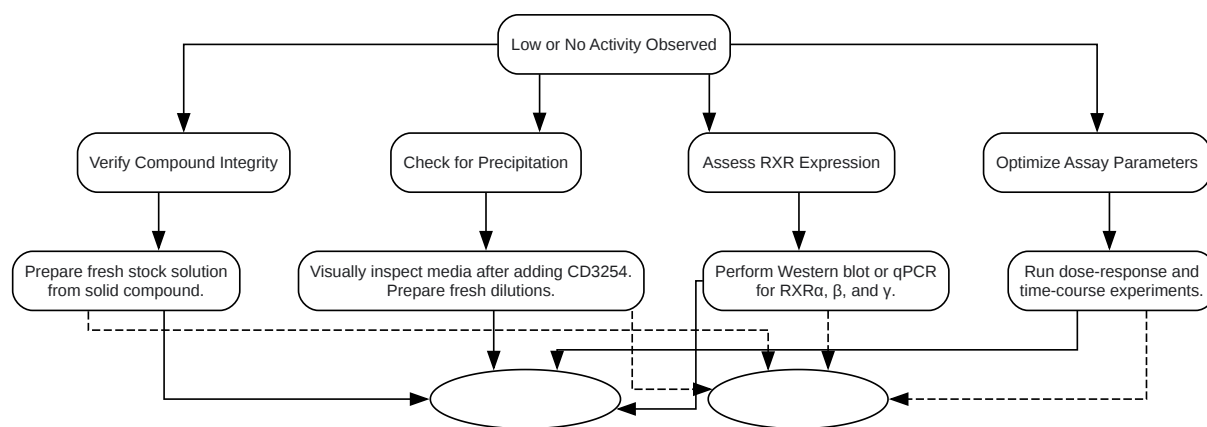 Low or No Activity Observed
Verify Compound Integrity
Check for Precipitation
Assess RXR Expression
Optimize Assay Parameters
Prepare fresh stock solution
from solid compound.
Visually inspect media after adding CD3254.
Prepare fresh dilutions.
Perform Western blot or qPCR
for RXRα, β, and γ.
Run dose-response and
time-course experiments.